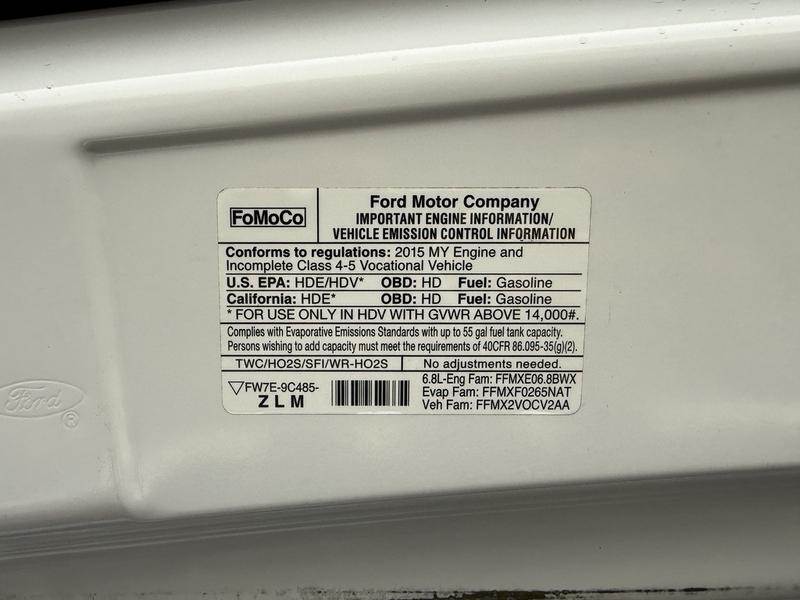 FoMoCo
Ford Motor Company
IMPORTANT ENGINE INFORMATION/
VEHICLE EMISSION CONTROL INFORMATION
Conforms to regulations: 2015 MY Engine and
Incomplete Class 4-5 Vocational Vehicle
U.S. EPA: HDE/HDV* OBD: HD Fuel: Gasoline
California: HDE* OBD: HD Fuel: Gasoline
* FOR USE ONLY IN HDV WITH GVWR ABOVE 14,000#.
Complies with Evaporative Emissions Standards with up to 55 gal fuel tank capacity.
Persons wishing to add capacity must meet the requirements of 40CFR 86.095-35(g)(2).
TWC/HO2S/SFI/WR-HO2S No adjustments needed.
FW7E-9C485-
Z L M
6.8L-Eng Fam: FFMXE06.8BWX
Evap Fam: FFMXF0265NAT
Veh Fam: FFMX2VOCV2AA
Ford
®